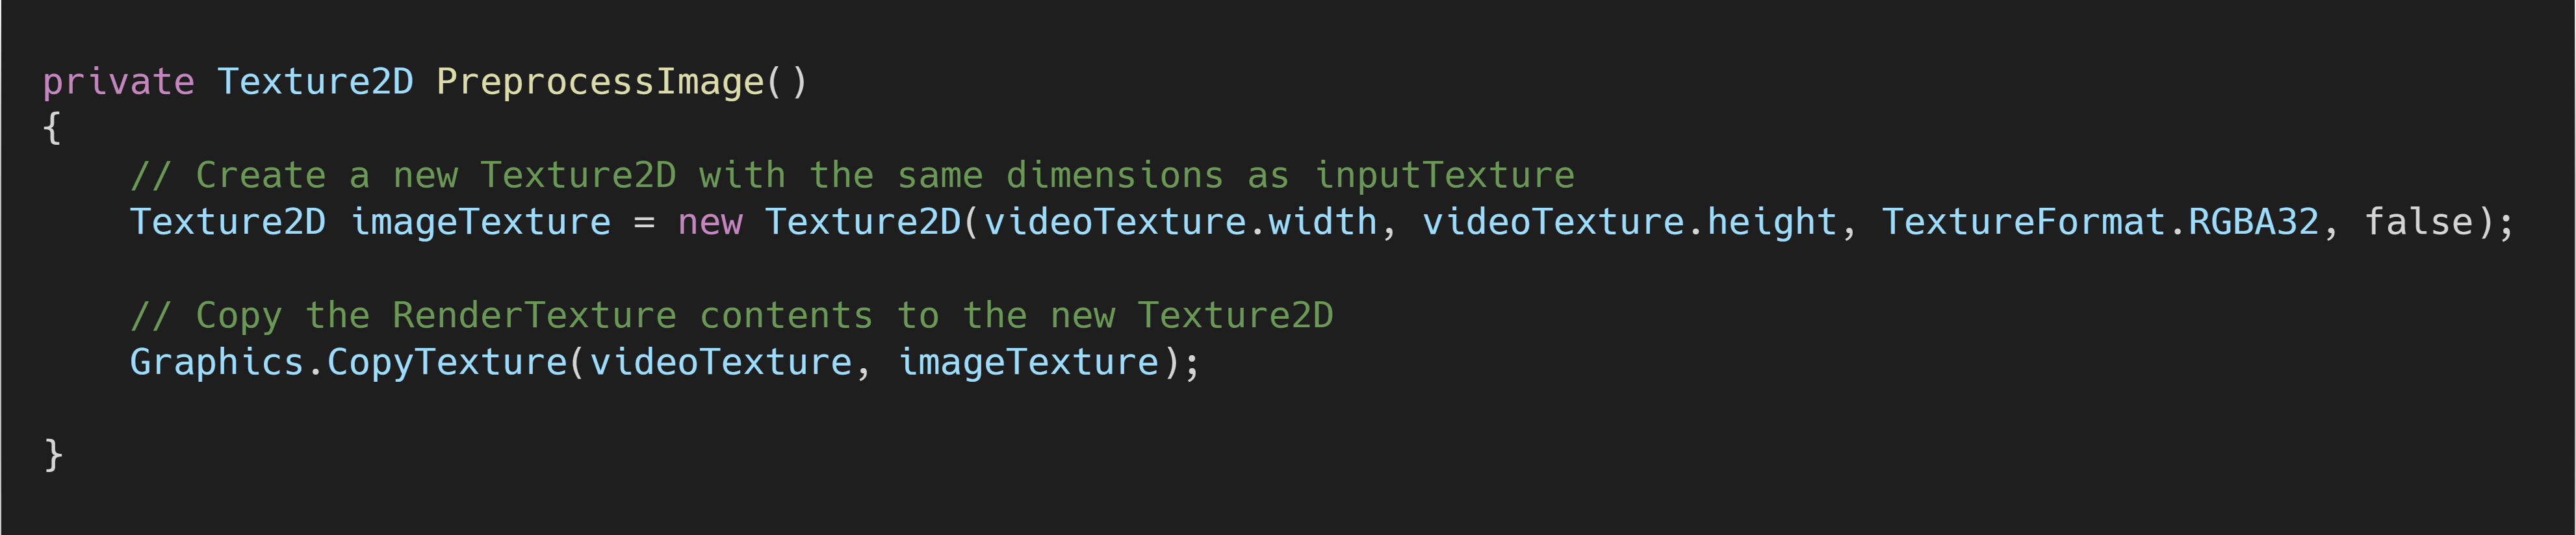 private Texture2D PreprocessImage()
{
    // Create a new Texture2D with the same dimensions as inputTexture
    Texture2D imageTexture = new Texture2D(videoTexture.width, videoTexture.height, TextureFormat.RGBA32, false);
    // Copy the RenderTexture contents to the new Texture2D
    Graphics.CopyTexture(videoTexture, imageTexture);
}